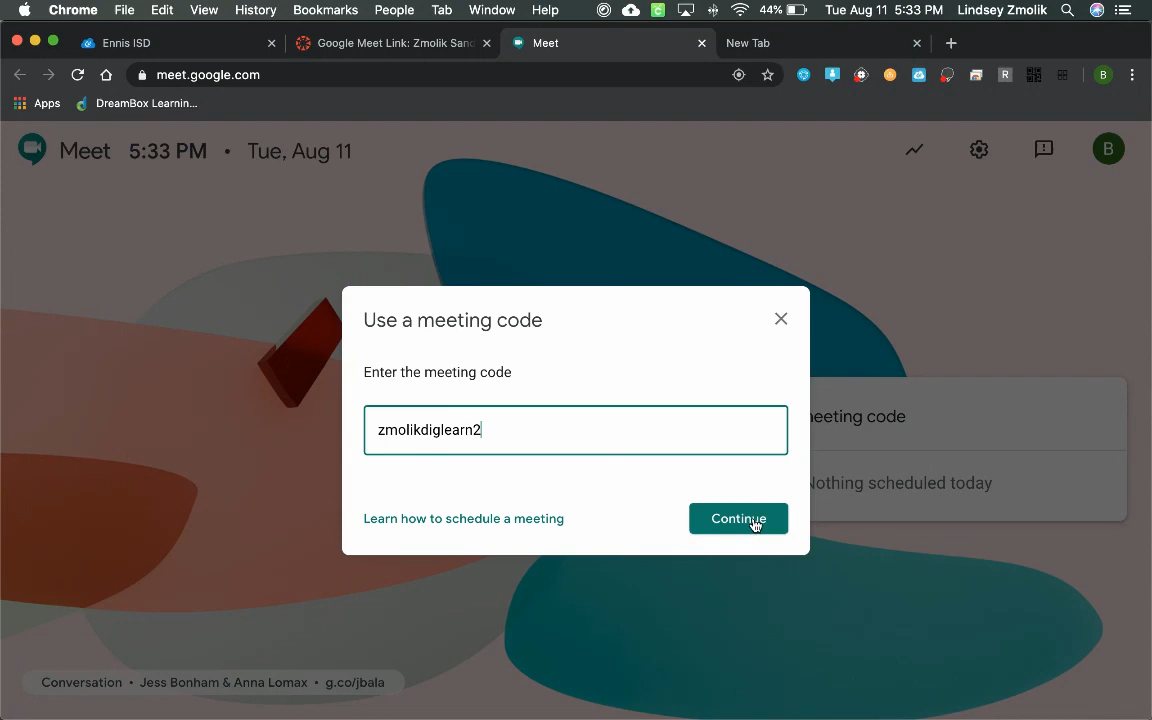 Chrome File Edit View History Bookmarks People Tab Window Help 44% Tue Aug 11 5:33 PM Lindsey Zmolik
Ennis ISD Google Meet Link: Zmolik Sand Meet New Tab
meet.google.com R B
Apps DreamBox Learnin...
Meet 5:33 PM • Tue, Aug 11 B
Use a meeting code
Enter the meeting code
meeting code
zmolikdiglearn2
Nothing scheduled today
Learn how to schedule a meeting Continue
Conversation • Jess Bonham & Anna Lomax • g.co/jbala